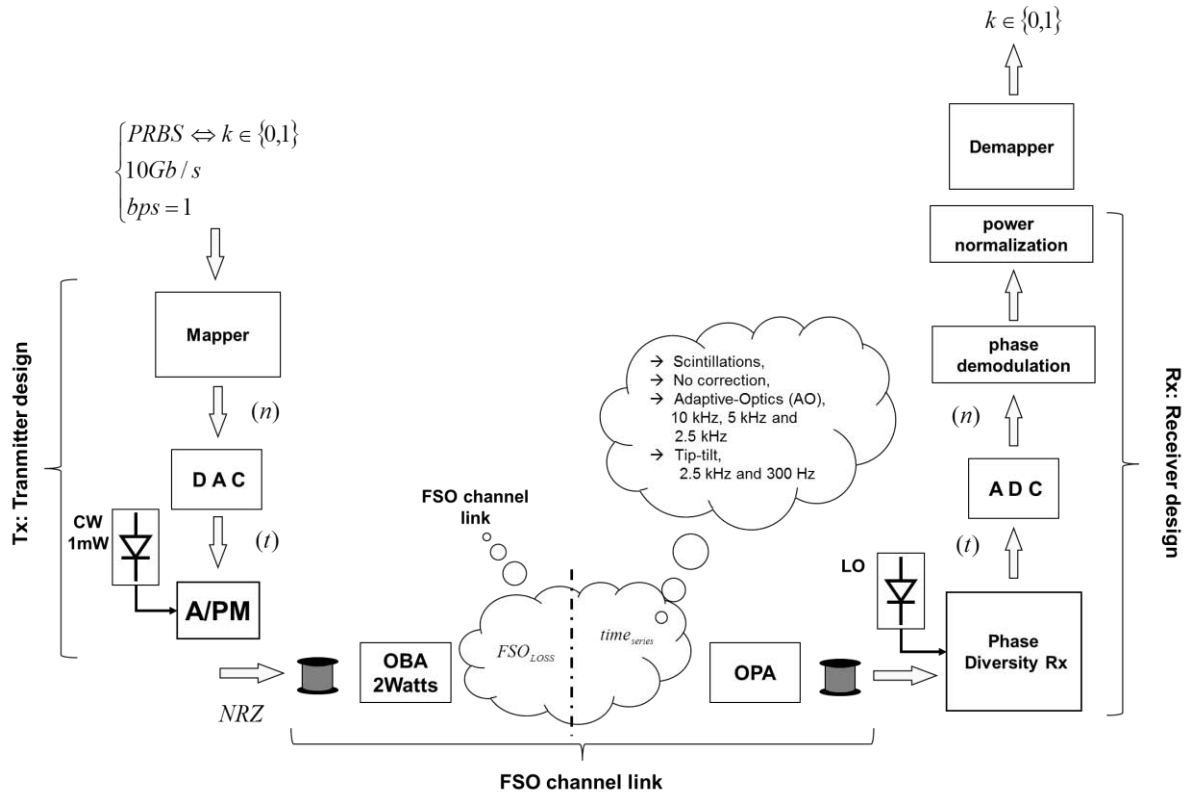 k ∈ {0,1}
PRBS ⇔ k ∈ {0,1}
10Gb / s
bps = 1
Demapper
power
normalization
Mapper
phase
demodulation
→ Scintillations,
→ No correction,
→ Adaptive-Optics (AO),
10 kHz, 5 kHz and
2.5 kHz
→ Tip-tilt,
2.5 kHz and 300 Hz
(n)
(n)
Tx: Tranmitter design
Rx: Receiver design
D A C
A D C
FSO channel
link
CW
1mW
(t)
(t)
LO
A/PM
FSO_LOSS
time_series
Phase
Diversity Rx
OBA
2Watts
OPA
NRZ
FSO channel link